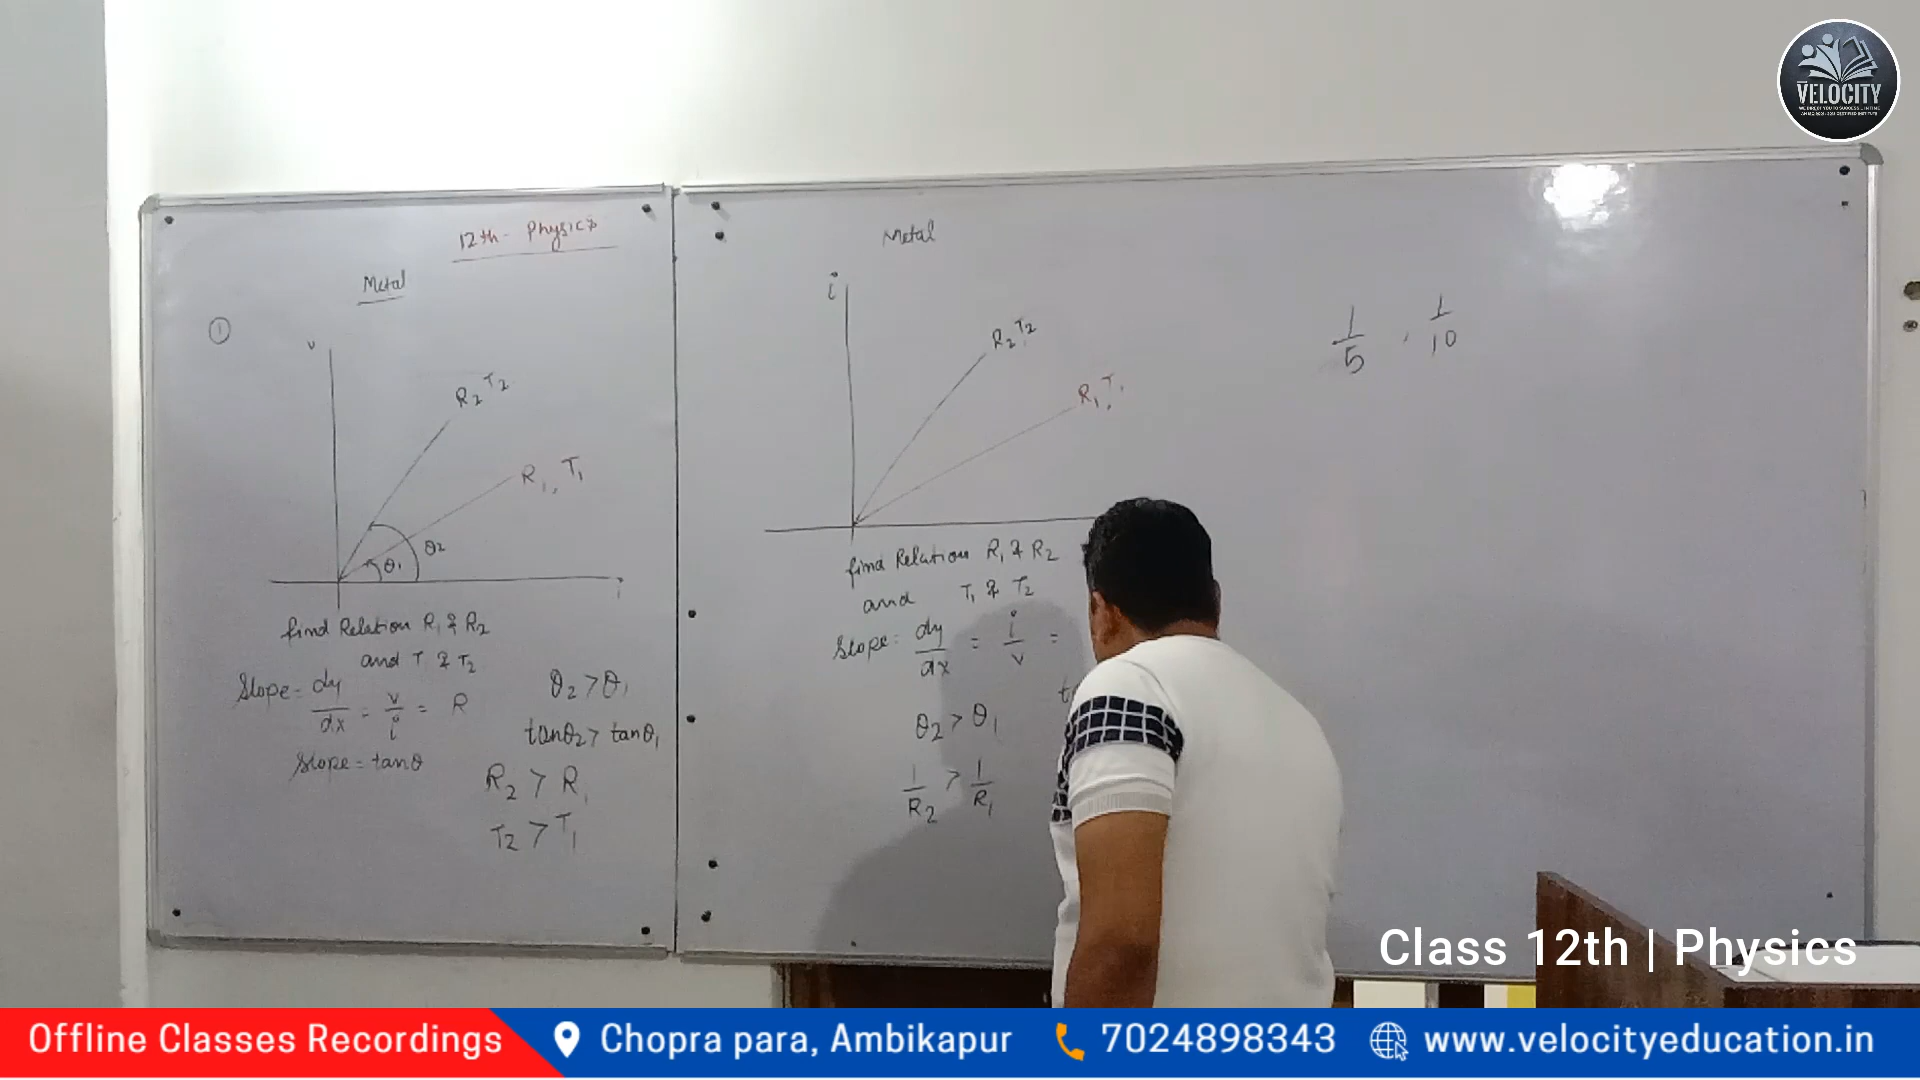 VELOCITY
12th- Physics
Metal
①
v
R2 T2
R1, T1
θ2
θ1
i
find Relation R1 & R2
and T & T2
Slope = dy/dx = v/i = R
Slope = tanθ
θ2 > θ1
tanθ2 > tanθ1
R2 > R1
T2 > T1
Metal
i
R2, T2
R1, T1
find Relation R1 & R2
and T1 & T2
Slope = dy/dx = i/v =
θ2 > θ1
1/R2 > 1/R1
1/5 , 1/10
Class 12th | Physics
Offline Classes Recordings
Chopra para, Ambikapur
7024898343
www.velocityeducation.in